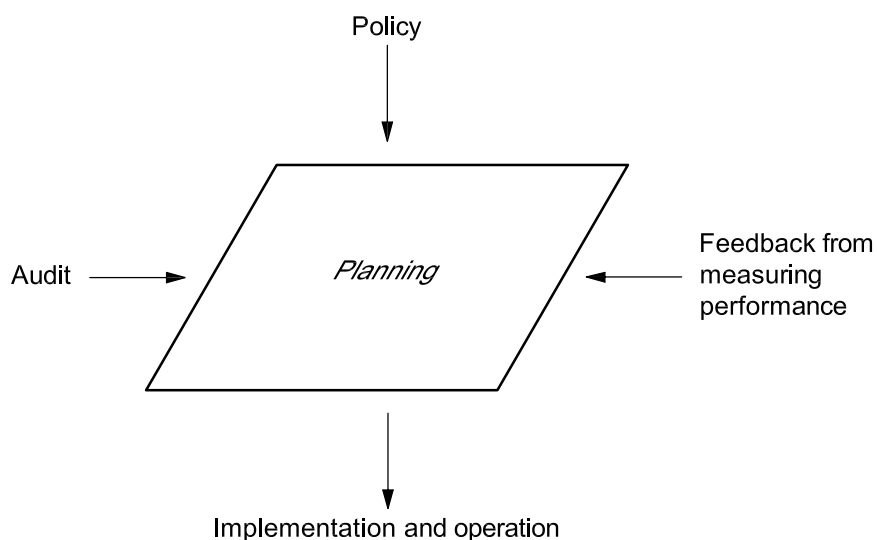 Policy
Audit
Planning
Feedback from
measuring
performance
Implementation and operation